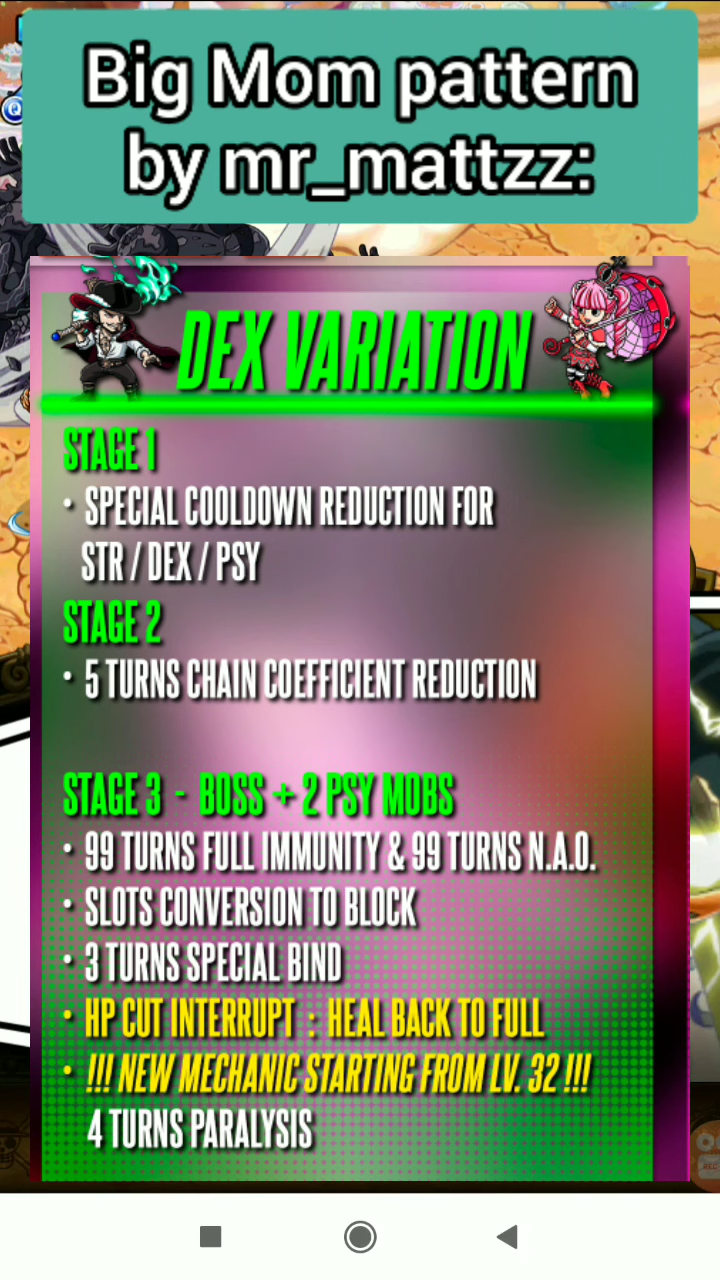 Big Mom pattern
by mr_mattzz:
DEX VARIATION
STAGE 1
• SPECIAL COOLDOWN REDUCTION FOR
STR / DEX / PSY
STAGE 2
• 5 TURNS CHAIN COEFFICIENT REDUCTION
STAGE 3 - BOSS + 2 PSY MOBS
• 99 TURNS FULL IMMUNITY & 99 TURNS N.A.O.
• SLOTS CONVERSION TO BLOCK
• 3 TURNS SPECIAL BIND
• HP CUT INTERRUPT : HEAL BACK TO FULL
• !!! NEW MECHANIC STARTING FROM LV. 32 !!!
4 TURNS PARALYSIS